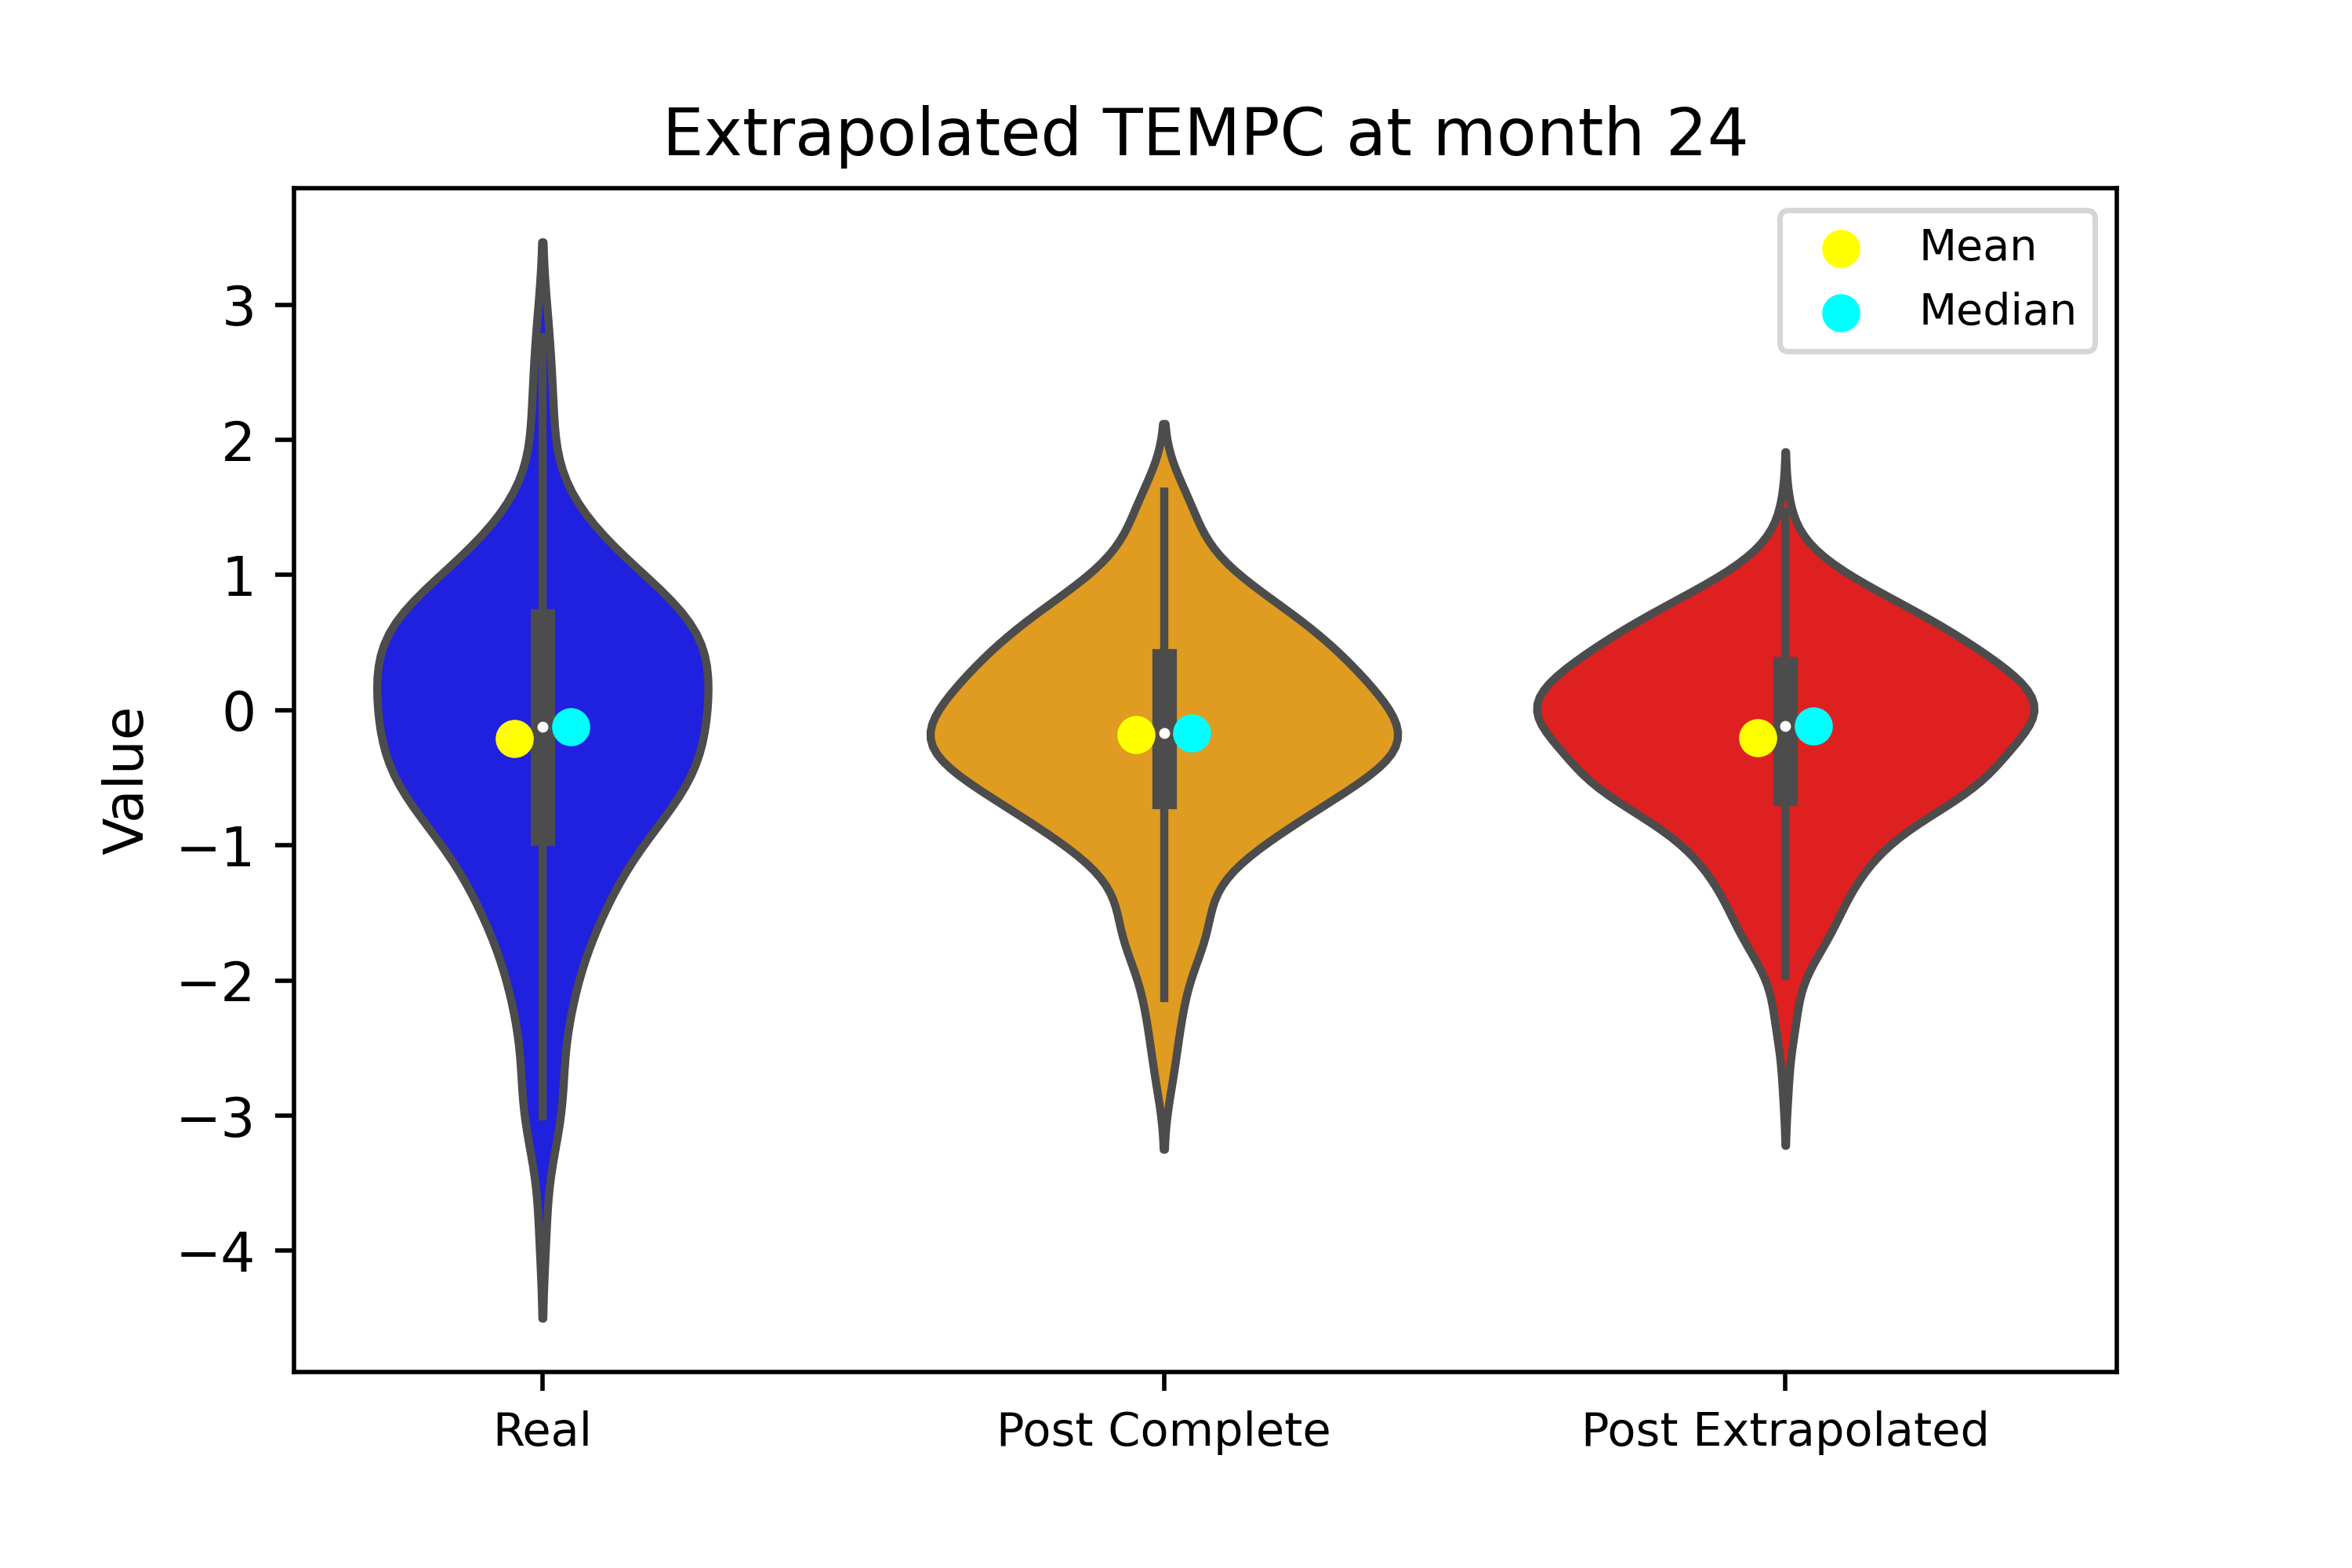 Extrapolated TEMPC at month 24
Mean
Median
Value
3
2
1
0
−1
−2
−3
−4
Real
Post Complete
Post Extrapolated